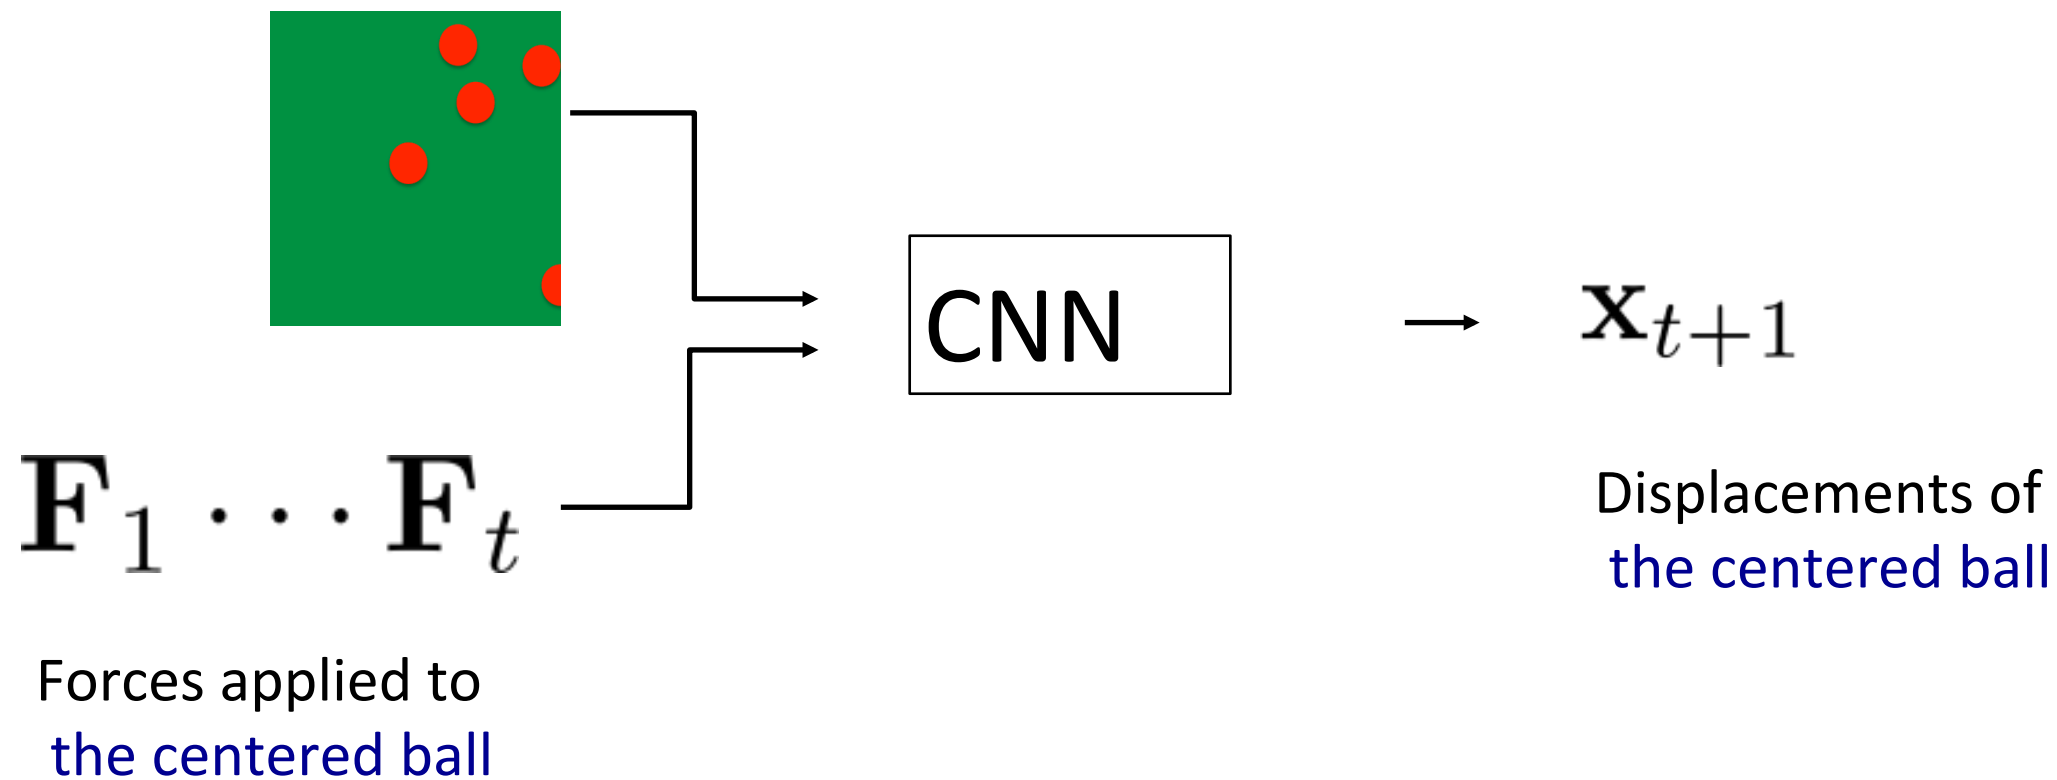 CNN
x_{t+1}
F_1 · · · F_t
Displacements of
the centered ball
Forces applied to
the centered ball